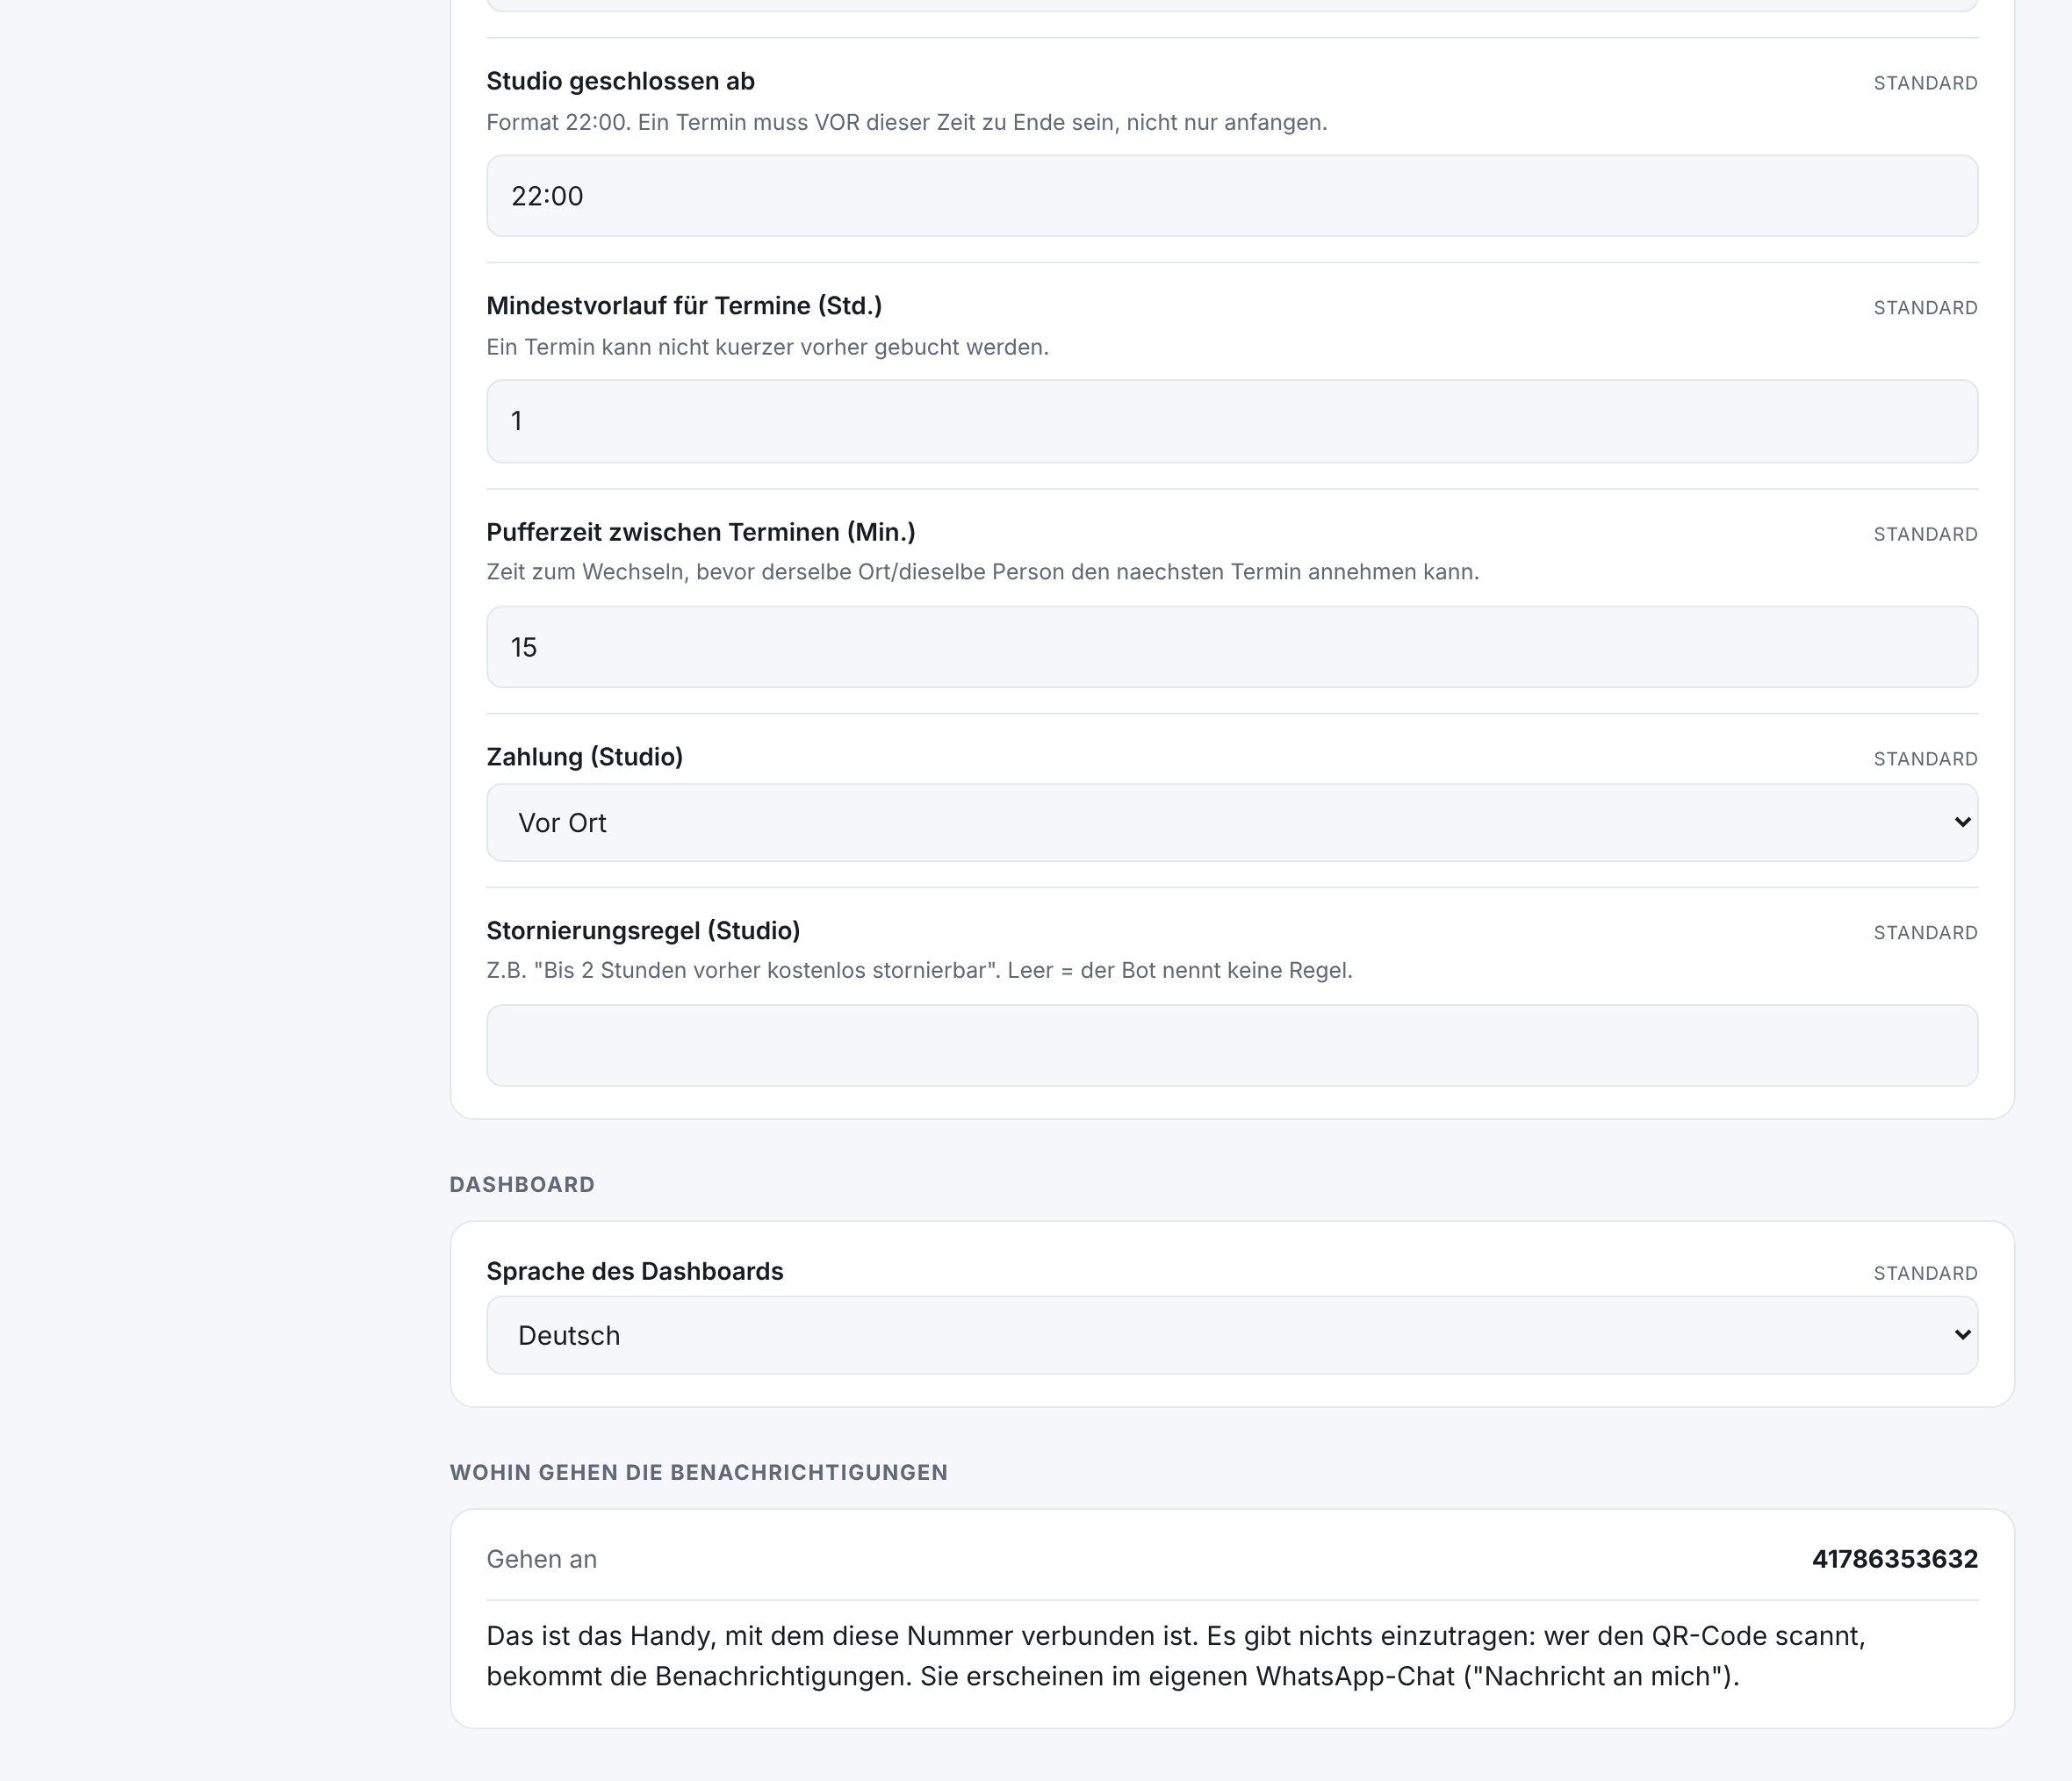 Studio geschlossen ab
STANDARD
Format 22:00. Ein Termin muss VOR dieser Zeit zu Ende sein, nicht nur anfangen.
22:00
Mindestvorlauf für Termine (Std.)
STANDARD
Ein Termin kann nicht kuerzer vorher gebucht werden.
1
Pufferzeit zwischen Terminen (Min.)
STANDARD
Zeit zum Wechseln, bevor derselbe Ort/dieselbe Person den naechsten Termin annehmen kann.
15
Zahlung (Studio)
STANDARD
Vor Ort
Stornierungsregel (Studio)
STANDARD
Z.B. "Bis 2 Stunden vorher kostenlos stornierbar". Leer = der Bot nennt keine Regel.
DASHBOARD
Sprache des Dashboards
STANDARD
Deutsch
WOHIN GEHEN DIE BENACHRICHTIGUNGEN
Gehen an
41786353632
Das ist das Handy, mit dem diese Nummer verbunden ist. Es gibt nichts einzutragen: wer den QR-Code scannt,
bekommt die Benachrichtigungen. Sie erscheinen im eigenen WhatsApp-Chat ("Nachricht an mich").